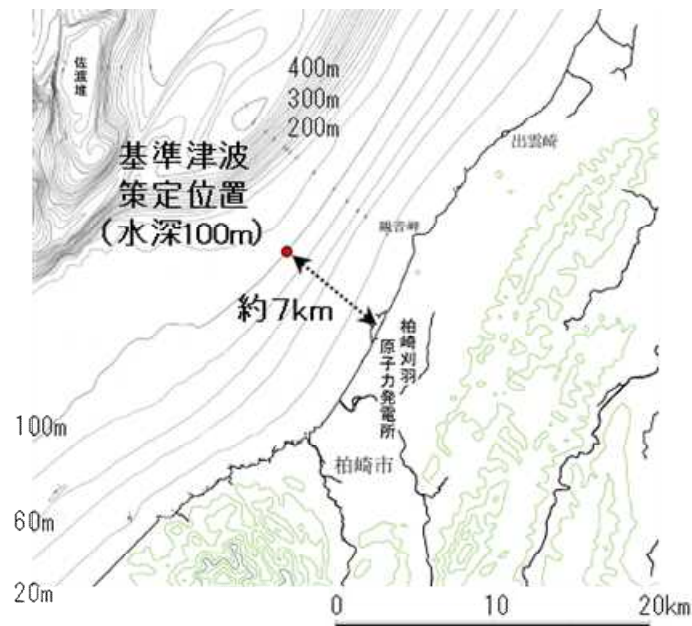 佐渡堆
400m
300m
200m
出雲崎
基準津波
策定位置
(水深100m)
観音岬
約7km
柏崎刈羽
原子力発電所
柏崎市
100m
60m
20m
0 10 20km